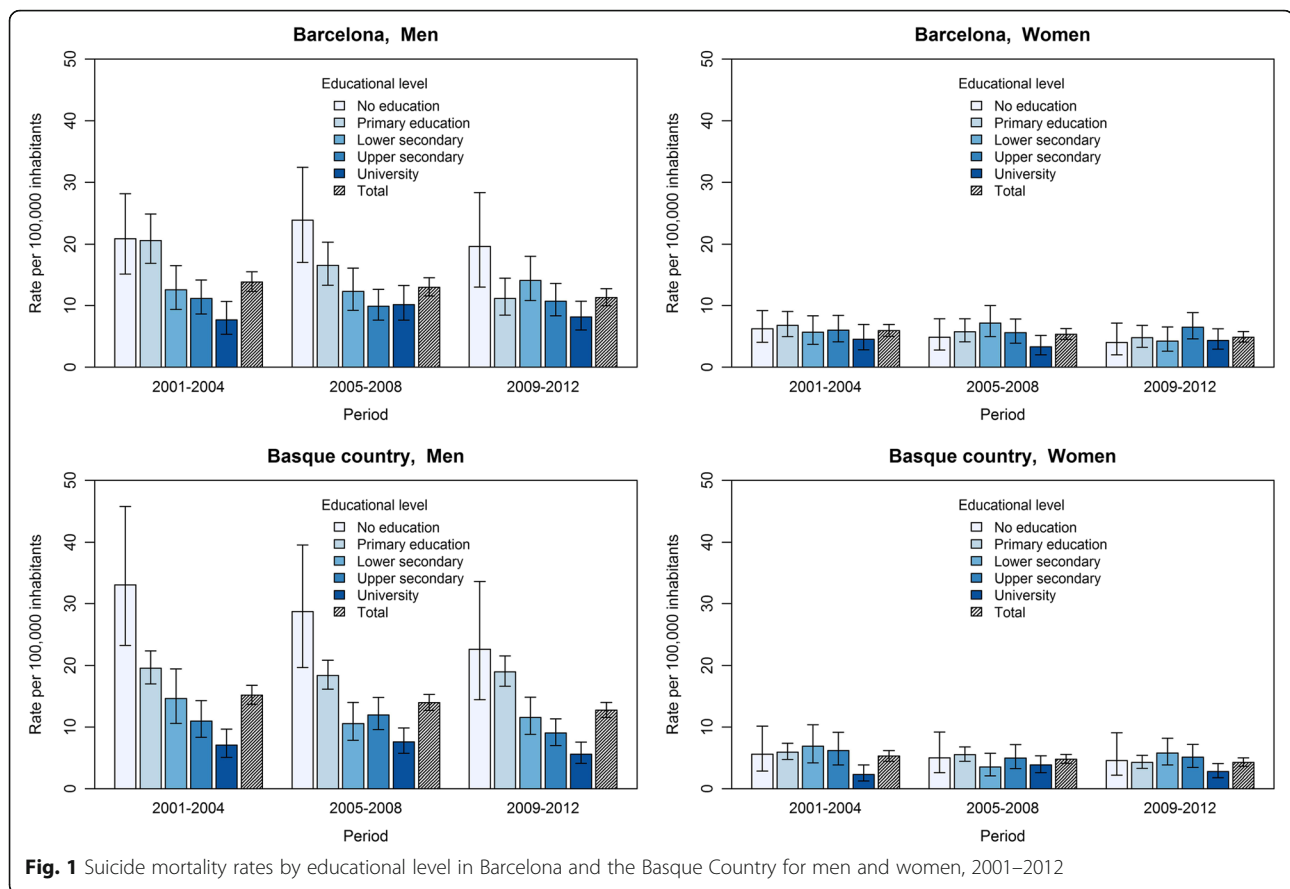 Barcelona, Men
50
40
30
20
10
0
Rate per 100,000 inhabitants
Educational level
No education
Primary education
Lower secondary
Upper secondary
University
Total
2001-2004
2005-2008
2009-2012
Period
Barcelona, Women
50
40
30
20
10
0
Rate per 100,000 inhabitants
Educational level
No education
Primary education
Lower secondary
Upper secondary
University
Total
2001-2004
2005-2008
2009-2012
Period
Basque country, Men
50
40
30
20
10
0
Rate per 100,000 inhabitants
Educational level
No education
Primary education
Lower secondary
Upper secondary
University
Total
2001-2004
2005-2008
2009-2012
Period
Basque country, Women
50
40
30
20
10
0
Rate per 100,000 inhabitants
Educational level
No education
Primary education
Lower secondary
Upper secondary
University
Total
2001-2004
2005-2008
2009-2012
Period
Fig. 1 Suicide mortality rates by educational level in Barcelona and the Basque Country for men and women, 2001–2012